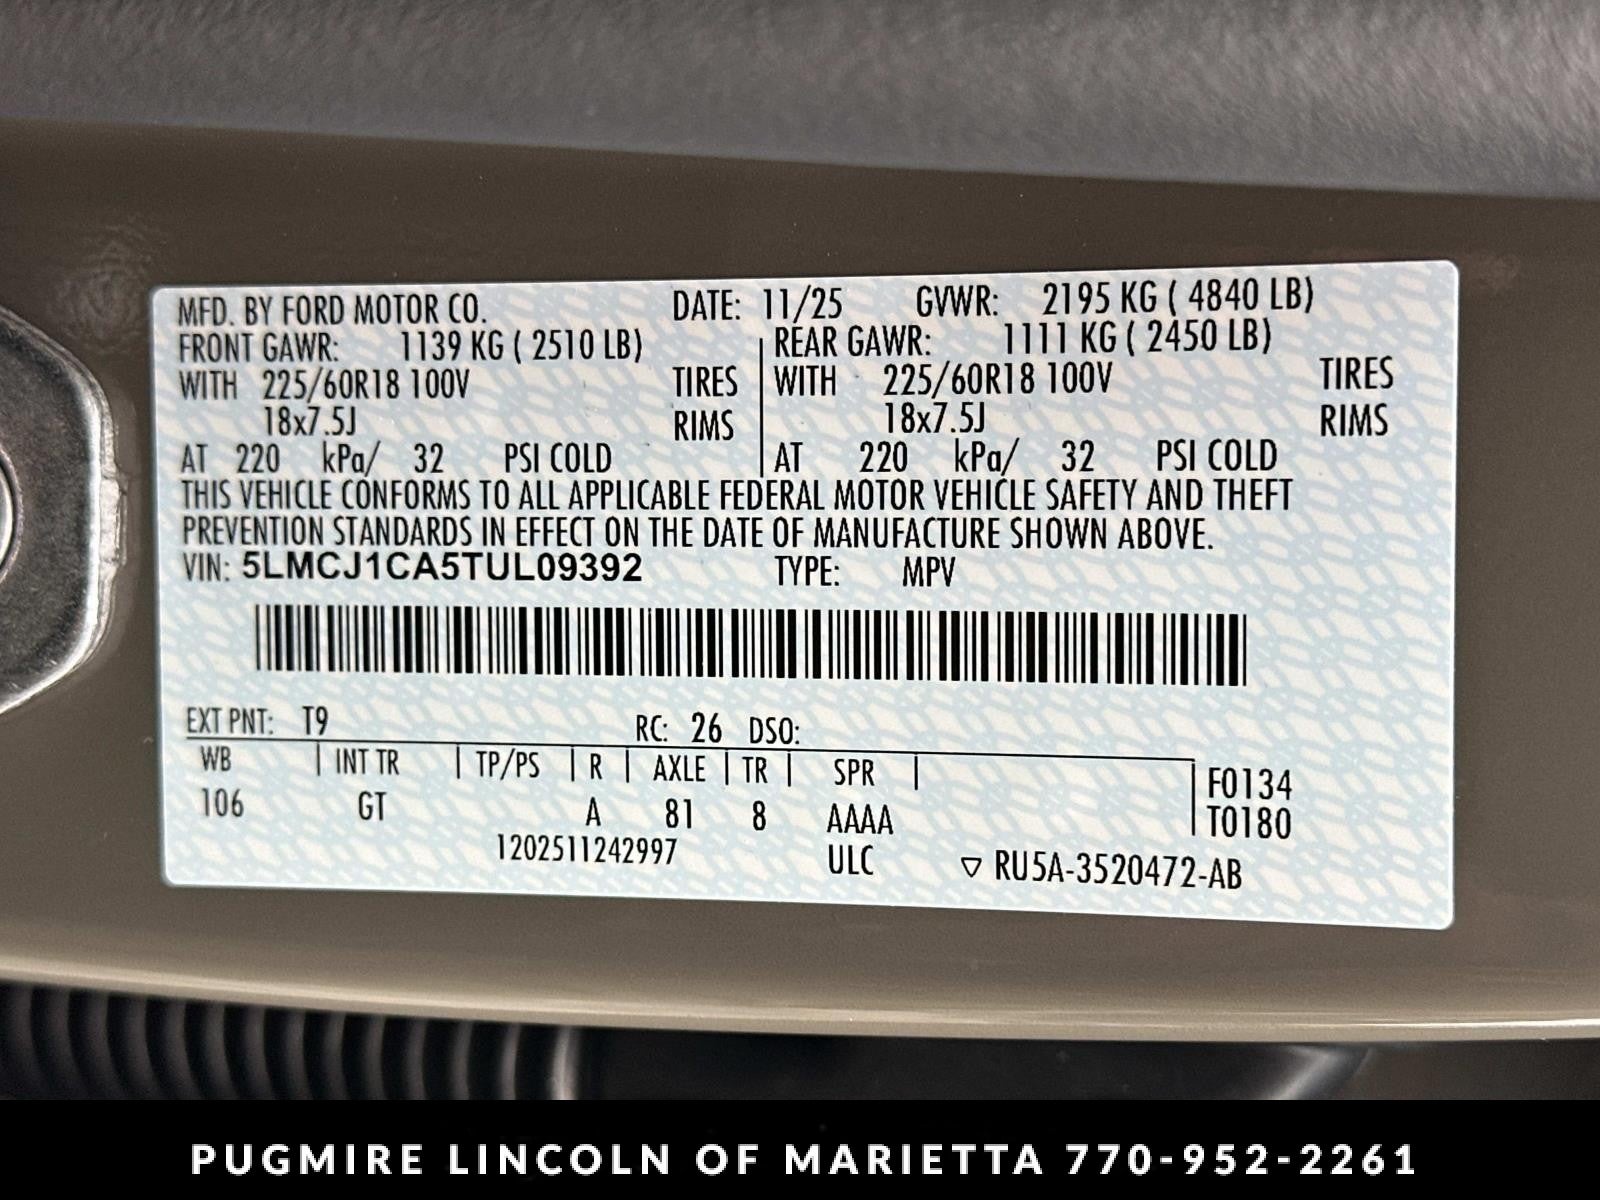 MFD. BY FORD MOTOR CO. DATE: 11/25 GVWR: 2195 KG ( 4840 LB)
FRONT GAWR: 1139 KG ( 2510 LB) REAR GAWR: 1111 KG ( 2450 LB)
WITH 225/60R18 100V TIRES WITH 225/60R18 100V TIRES
18x7.5J RIMS 18x7.5J RIMS
AT 220 kPa/ 32 PSI COLD AT 220 kPa/ 32 PSI COLD
THIS VEHICLE CONFORMS TO ALL APPLICABLE FEDERAL MOTOR VEHICLE SAFETY AND THEFT
PREVENTION STANDARDS IN EFFECT ON THE DATE OF MANUFACTURE SHOWN ABOVE.
VIN: 5LMCJ1CA5TUL09392 TYPE: MPV
EXT PNT: T9 RC: 26 DSO:
WB | INT TR | TP/PS | R | AXLE | TR | SPR | F0134
106 GT A 81 8 AAAA T0180
1202511242997 ULC ▽ RU5A-3520472-AB
PUGMIRE LINCOLN OF MARIETTA 770-952-2261